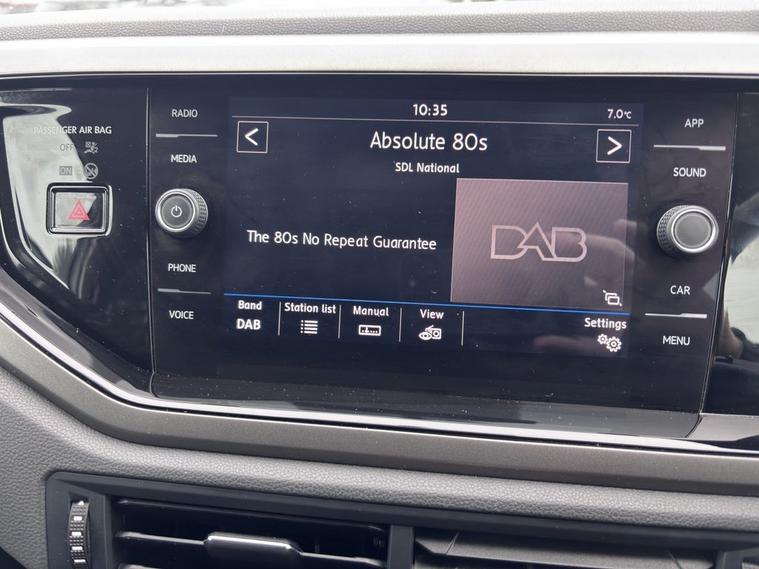 PASSENGER AIR BAG
OFF
ON
RADIO
MEDIA
PHONE
VOICE
10:35
7.0°C
Absolute 80s
SDL National
The 80s No Repeat Guarantee
DAB
Band
DAB
Station list
Manual
View
Settings
APP
SOUND
CAR
MENU